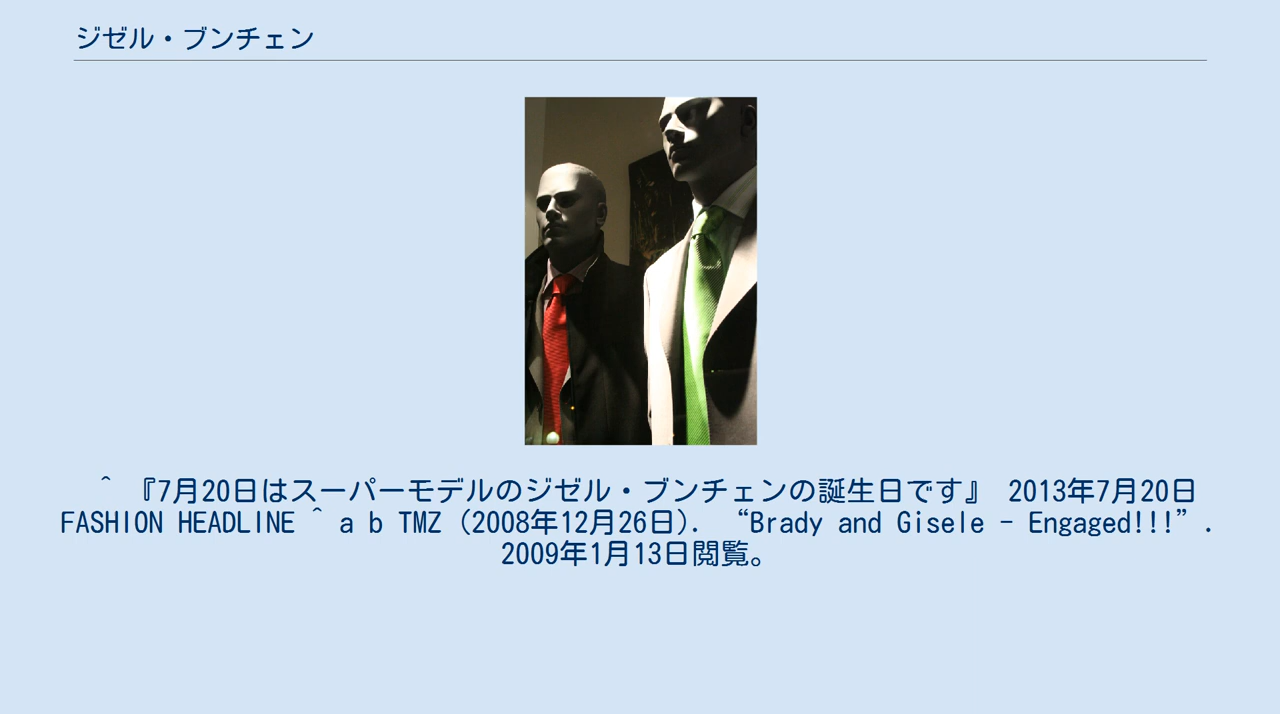 ジゼル・ブンチェン
^ 『7月20日はスーパーモデルのジゼル・ブンチェンの誕生日です』 2013年7月20日
FASHION HEADLINE ^ a b TMZ (2008年12月26日). “Brady and Gisele - Engaged!!!”.
2009年1月13日閲覧。